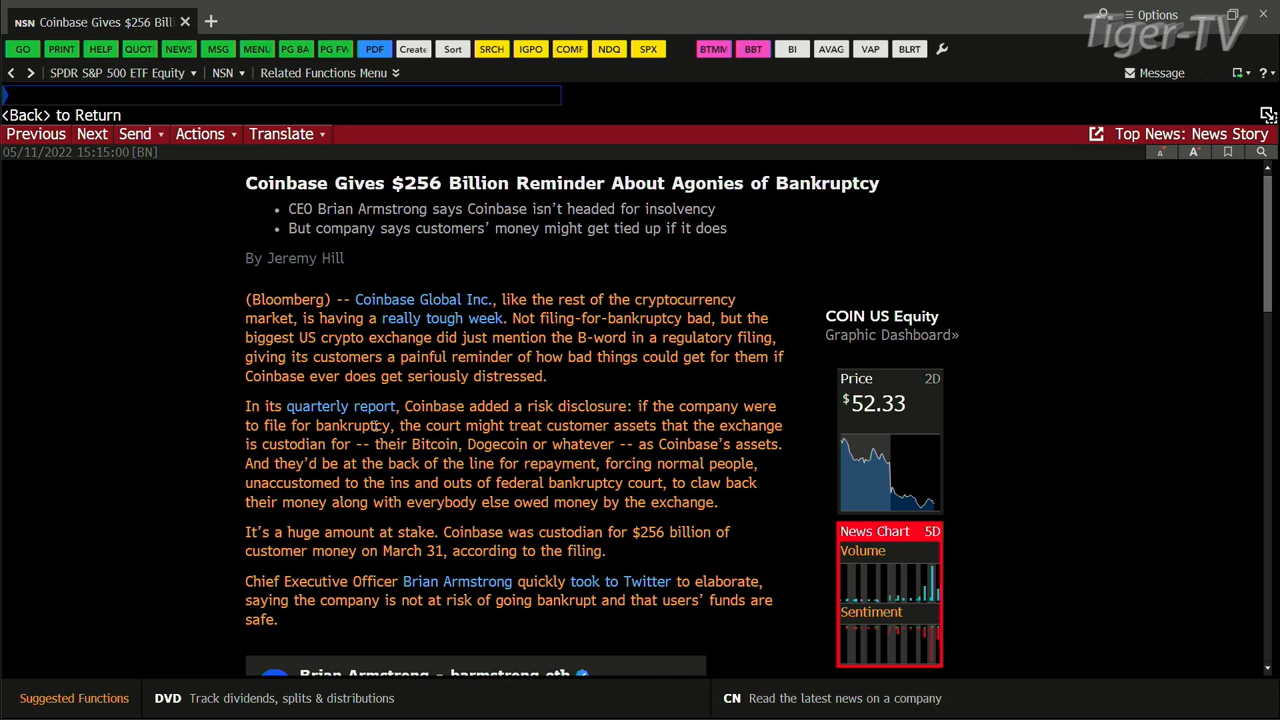 NSN Coinbase Gives $256 Bill
Options
Tiger-TV
GO PRINT HELP QUOT NEWS MSG MENU PG BA PG FW PDF Create Sort SRCH IGPO COMF NDQ SPX BTMM BBT BI AVAG VAP BLRT
SPDR S&P 500 ETF Equity NSN Related Functions Menu Message ?
<Back> to Return
Previous Next Send Actions Translate Top News: News Story
05/11/2022 15:15:00 [BN] A A
Coinbase Gives $256 Billion Reminder About Agonies of Bankruptcy
• CEO Brian Armstrong says Coinbase isn't headed for insolvency
• But company says customers' money might get tied up if it does
By Jeremy Hill
(Bloomberg) -- Coinbase Global Inc., like the rest of the cryptocurrency
market, is having a really tough week. Not filing-for-bankruptcy bad, but the
biggest US crypto exchange did just mention the B-word in a regulatory filing,
giving its customers a painful reminder of how bad things could get for them if
Coinbase ever does get seriously distressed.
In its quarterly report, Coinbase added a risk disclosure: if the company were
to file for bankruptcy, the court might treat customer assets that the exchange
is custodian for -- their Bitcoin, Dogecoin or whatever -- as Coinbase's assets.
And they'd be at the back of the line for repayment, forcing normal people,
unaccustomed to the ins and outs of federal bankruptcy court, to claw back
their money along with everybody else owed money by the exchange.
It's a huge amount at stake. Coinbase was custodian for $256 billion of
customer money on March 31, according to the filing.
Chief Executive Officer Brian Armstrong quickly took to Twitter to elaborate,
saying the company is not at risk of going bankrupt and that users' funds are
safe.
Brian Armstrong - barmstrong.eth
COIN US Equity
Graphic Dashboard»
Price 2D
$52.33
News Chart 5D
Volume
Sentiment
Suggested Functions DVD Track dividends, splits & distributions CN Read the latest news on a company